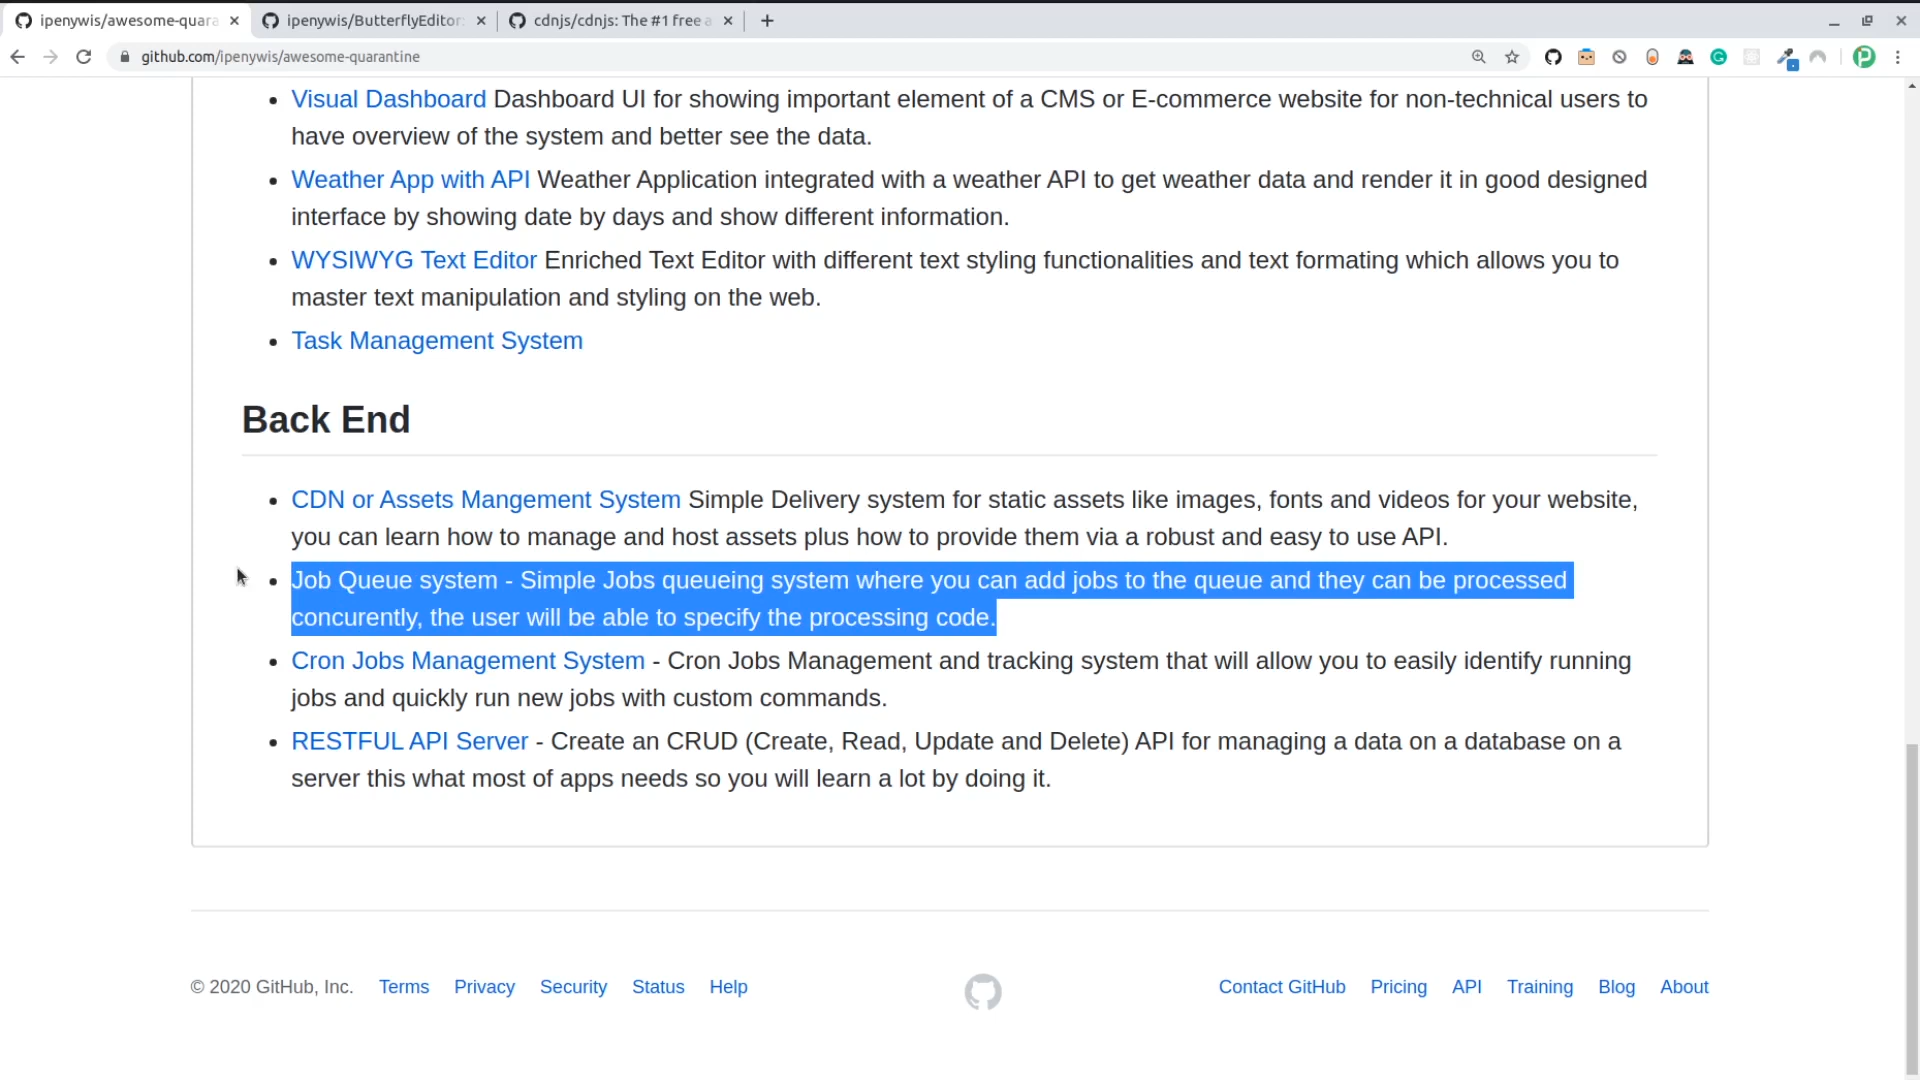 ipenywis/awesome-quara
ipenywis/ButterflyEditor:
cdnjs/cdnjs: The #1 free a
github.com/ipenywis/awesome-quarantine
Visual Dashboard Dashboard UI for showing important element of a CMS or E-commerce website for non-technical users to
have overview of the system and better see the data.
Weather App with API Weather Application integrated with a weather API to get weather data and render it in good designed
interface by showing date by days and show different information.
WYSIWYG Text Editor Enriched Text Editor with different text styling functionalities and text formating which allows you to
master text manipulation and styling on the web.
Task Management System
Back End
CDN or Assets Mangement System Simple Delivery system for static assets like images, fonts and videos for your website,
you can learn how to manage and host assets plus how to provide them via a robust and easy to use API.
Job Queue system - Simple Jobs queueing system where you can add jobs to the queue and they can be processed
concurently, the user will be able to specify the processing code.
Cron Jobs Management System - Cron Jobs Management and tracking system that will allow you to easily identify running
jobs and quickly run new jobs with custom commands.
RESTFUL API Server - Create an CRUD (Create, Read, Update and Delete) API for managing a data on a database on a
server this what most of apps needs so you will learn a lot by doing it.
© 2020 GitHub, Inc. Terms Privacy Security Status Help Contact GitHub Pricing API Training Blog About